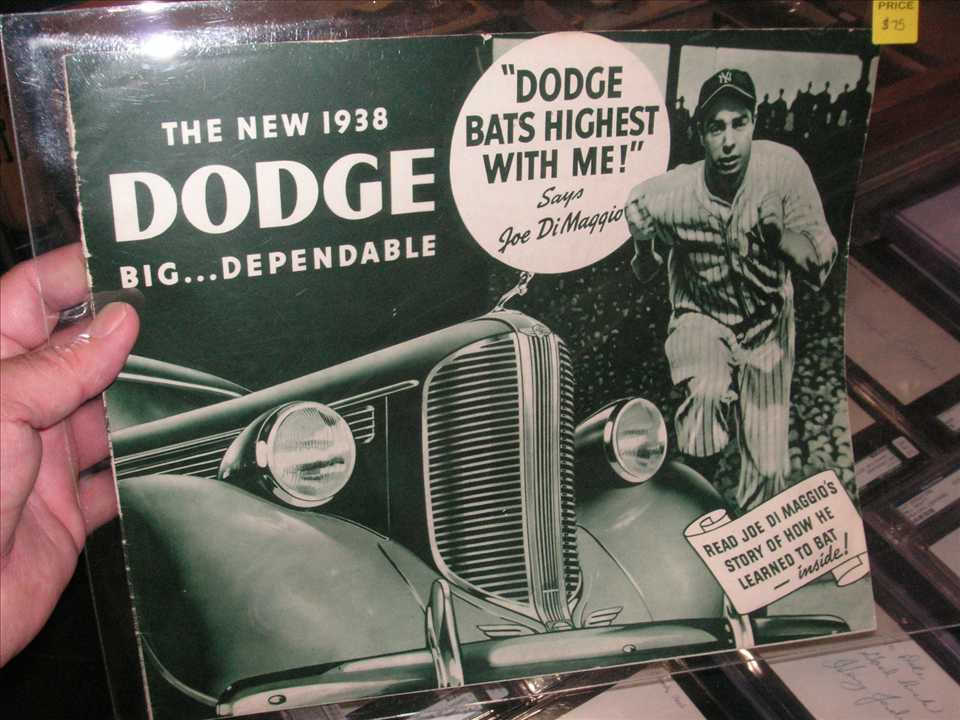 PRICE
$75
THE NEW 1938
DODGE
BIG...DEPENDABLE
"DODGE
BATS HIGHEST
WITH ME!"
Says
Joe DiMaggio
NY
READ JOE DI MAGGIO'S
STORY OF HOW HE
LEARNED TO BAT
— inside!